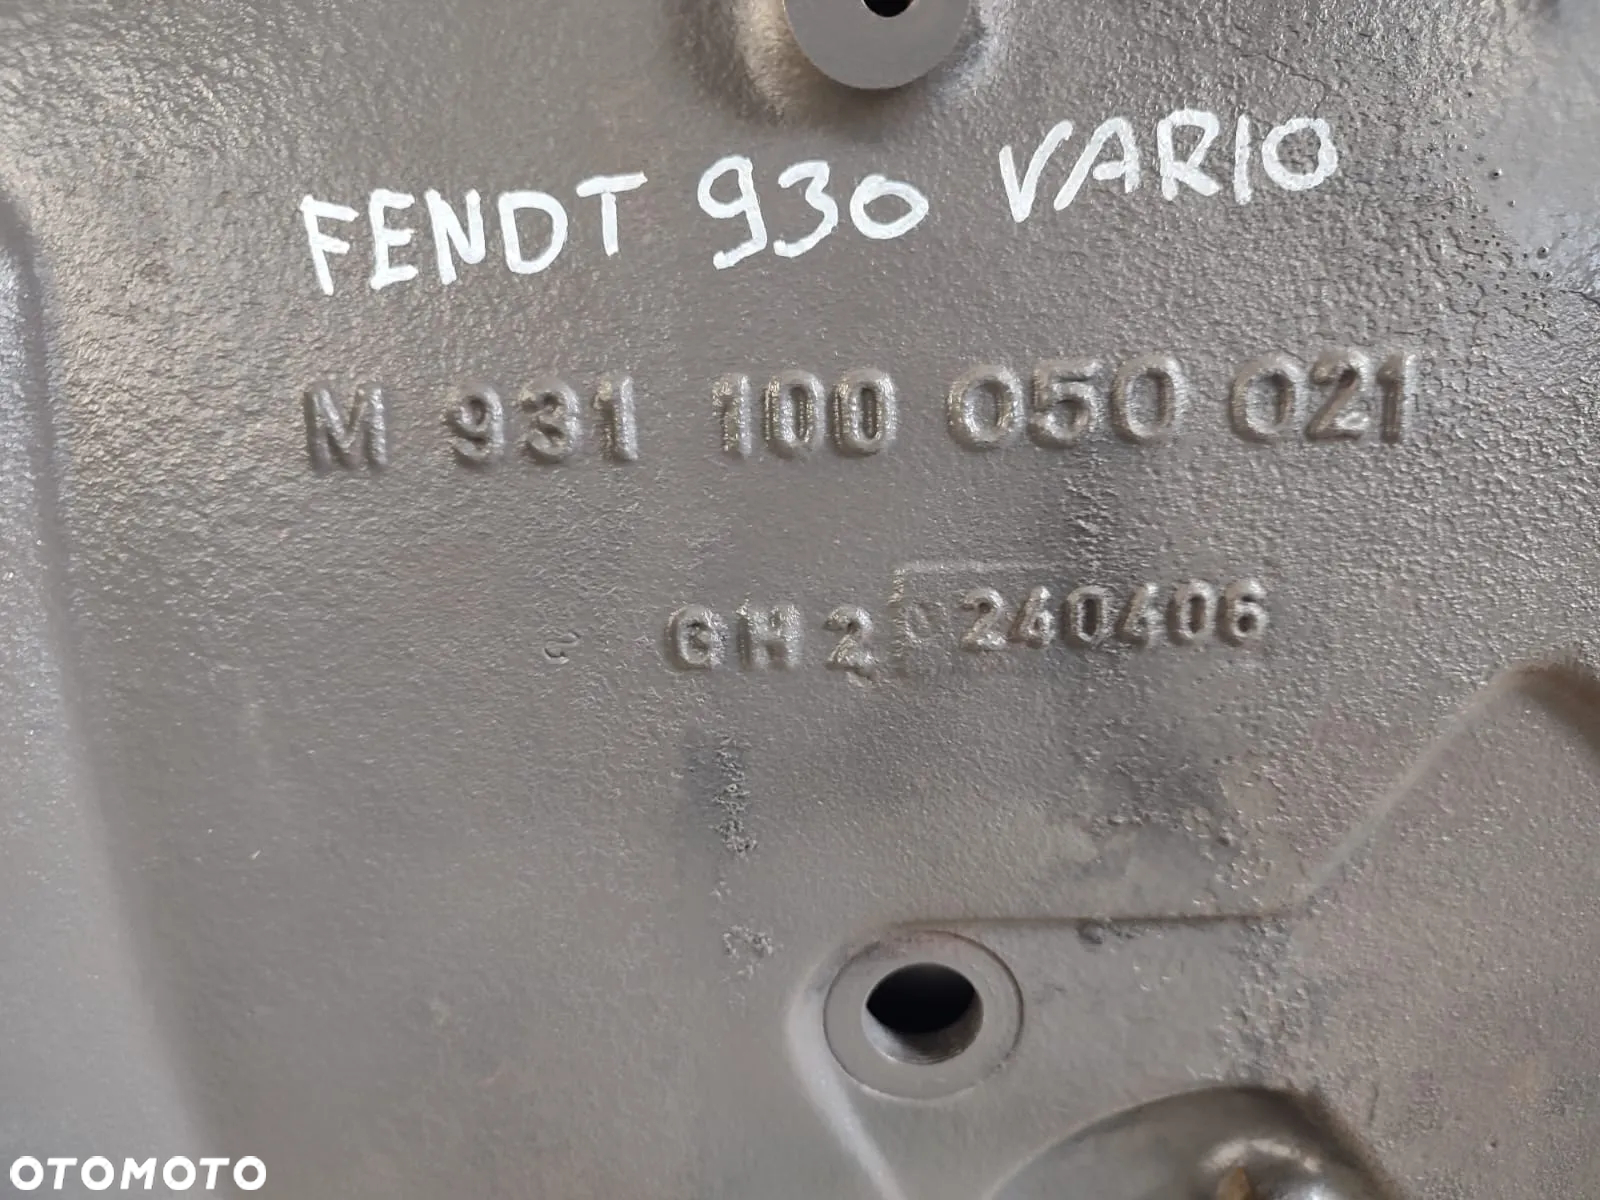 FENDT 930 VARIO
M 931 100 050 021
GH2 240406
OTOMOTO